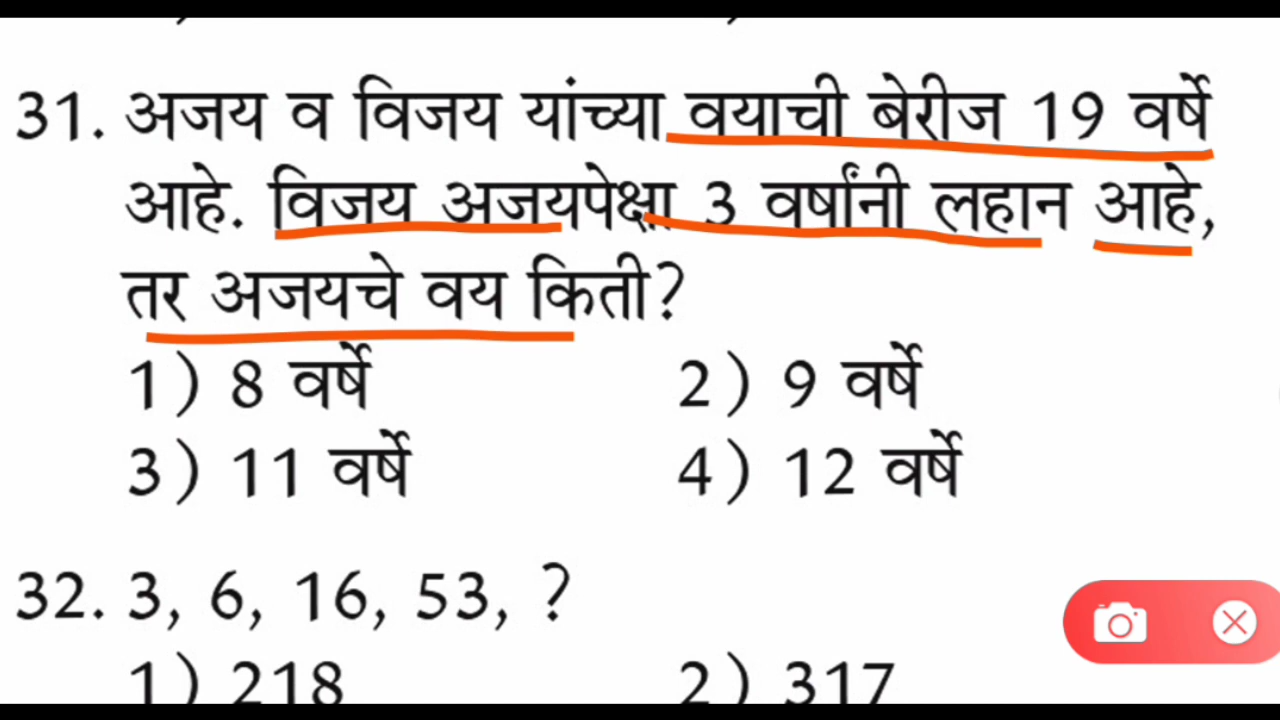 31. अजय व विजय यांच्या वयाची बेरीज 19 वर्षे
आहे. विजय अजयपेक्षा 3 वर्षांनी लहान आहे,
तर अजयचे वय किती?
1) 8 वर्षे 2) 9 वर्षे
3) 11 वर्षे 4) 12 वर्षे
32. 3, 6, 16, 53, ?
1) 218 2) 317